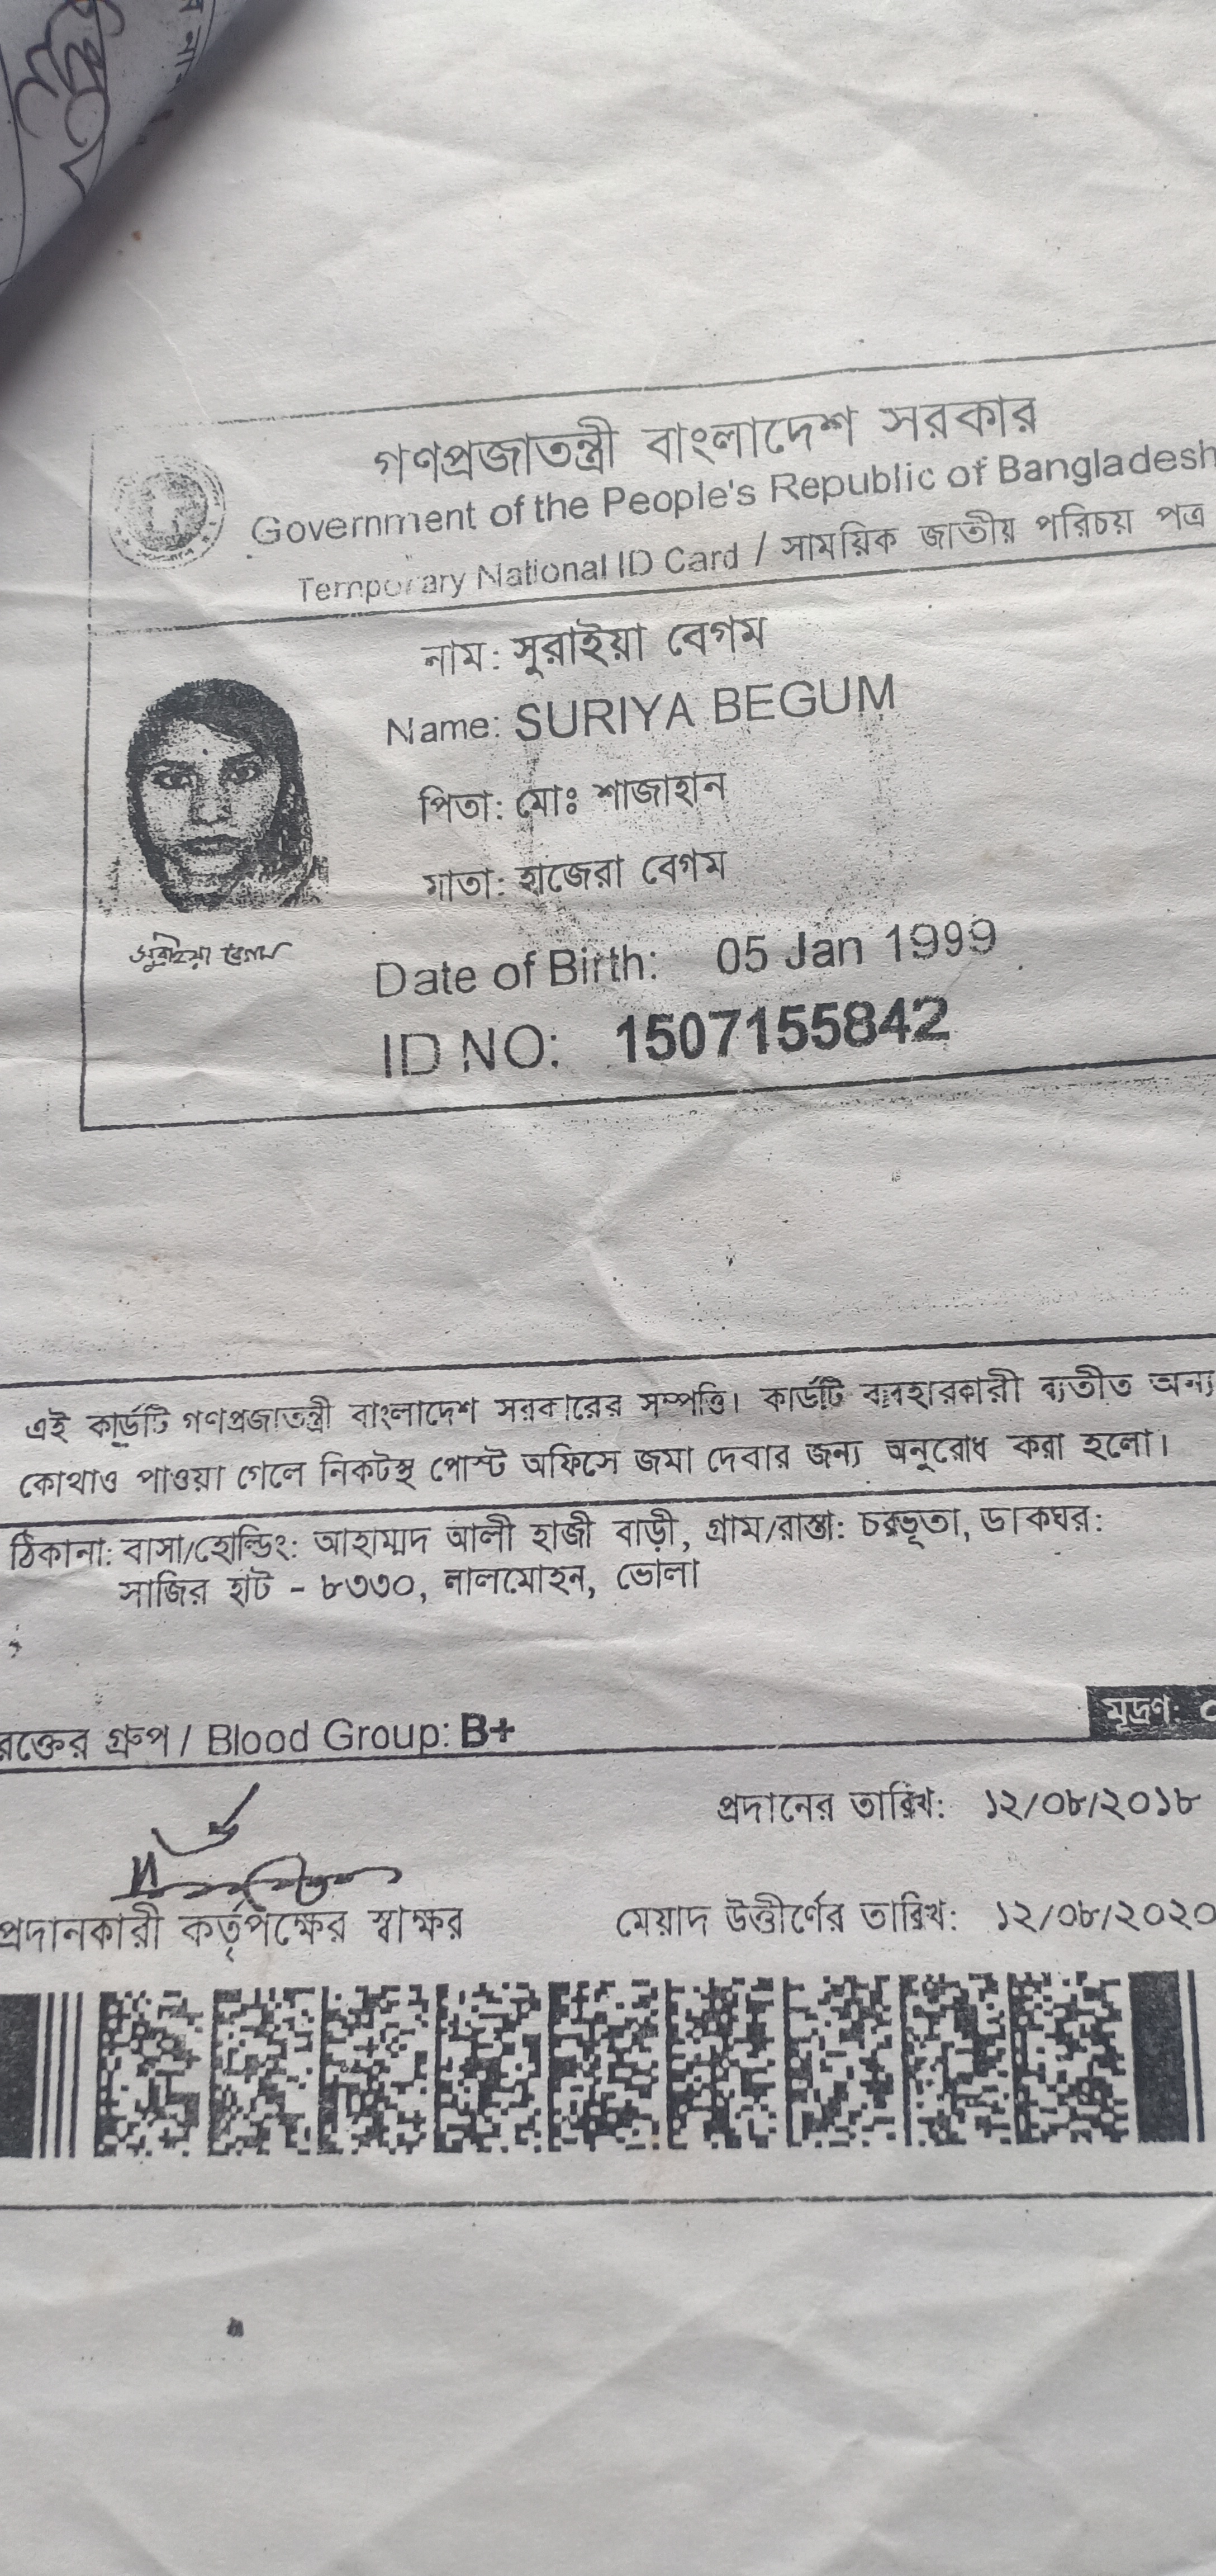 গণপ্রজাতন্ত্রী বাংলাদেশ সরকার
Government of the People's Republic of Bangladesh
Temporary National ID Card / সাময়িক জাতীয় পরিচয় পত্র
নাম: সুরাইয়া বেগম
Name: SURIYA BEGUM
পিতা: মোঃ শাজাহান
মাতা: হাজেরা বেগম
সুরাইয়া বেগম
Date of Birth: 05 Jan 1999
ID NO: 1507155842
এই কার্ডটি গণপ্রজাতন্ত্রী বাংলাদেশ সরকারের সম্পত্তি। কার্ডটি ব্যবহারকারী ব্যতীত অন্য
কোথাও পাওয়া গেলে নিকটস্থ পোস্ট অফিসে জমা দেবার জন্য অনুরোধ করা হলো।
ঠিকানা: বাসা/হোল্ডিং: আহাম্মদ আলী হাজী বাড়ী, গ্রাম/রাস্তা: চরভূতা, ডাকঘর:
সাজির হাট - ৮৩৩০, লালমোহন, ভোলা
রক্তের গ্রুপ / Blood Group: B+
মূদ্রণ:
প্রদানের তারিখ: ১২/০৮/২০১৮
প্রদানকারী কর্তৃপক্ষের স্বাক্ষর
মেয়াদ উত্তীর্ণের তারিখ: ১২/০৮/২০২০